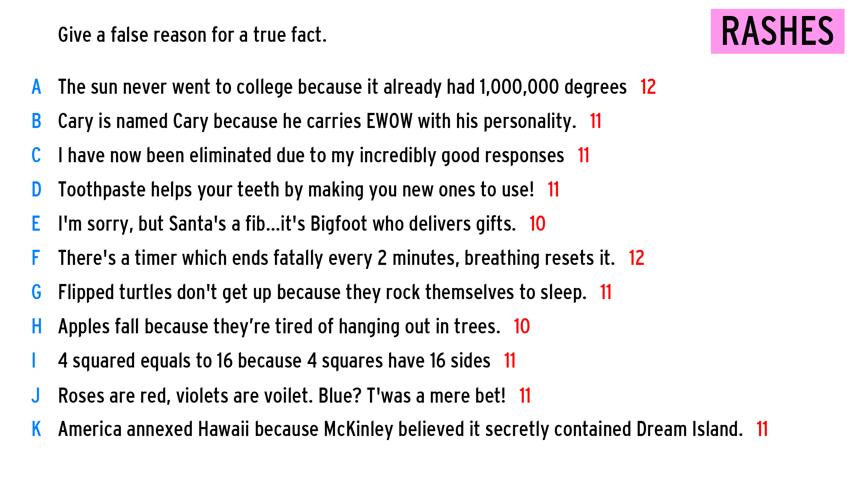 Give a false reason for a true fact.
RASHES
A The sun never went to college because it already had 1,000,000 degrees 12
B Cary is named Cary because he carries EWOW with his personality. 11
C I have now been eliminated due to my incredibly good responses 11
D Toothpaste helps your teeth by making you new ones to use! 11
E I'm sorry, but Santa's a fib...it's Bigfoot who delivers gifts. 10
F There's a timer which ends fatally every 2 minutes, breathing resets it. 12
G Flipped turtles don't get up because they rock themselves to sleep. 11
H Apples fall because they’re tired of hanging out in trees. 10
I 4 squared equals to 16 because 4 squares have 16 sides 11
J Roses are red, violets are voilet. Blue? T'was a mere bet! 11
K America annexed Hawaii because McKinley believed it secretly contained Dream Island. 11